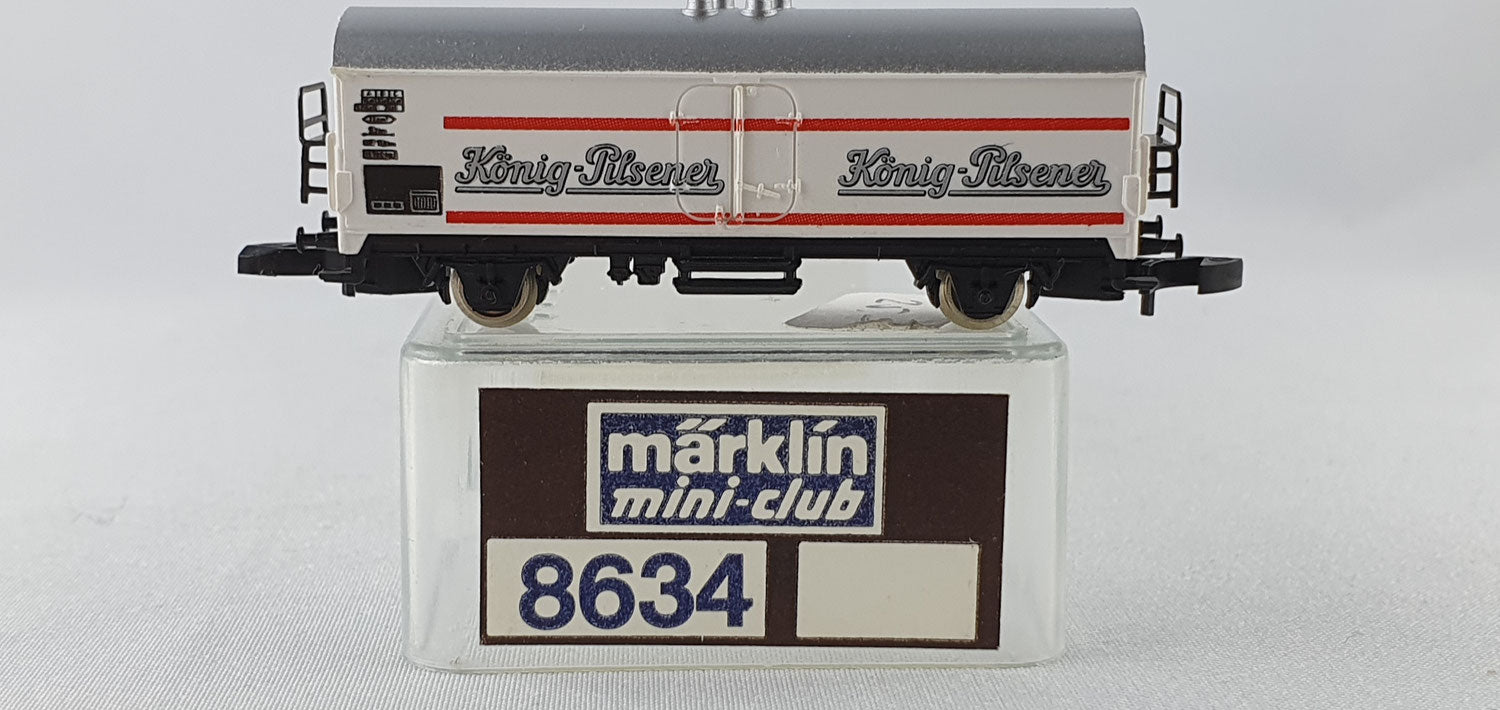 König-Pilsener König-Pilsener
märklin
mini-club
8634